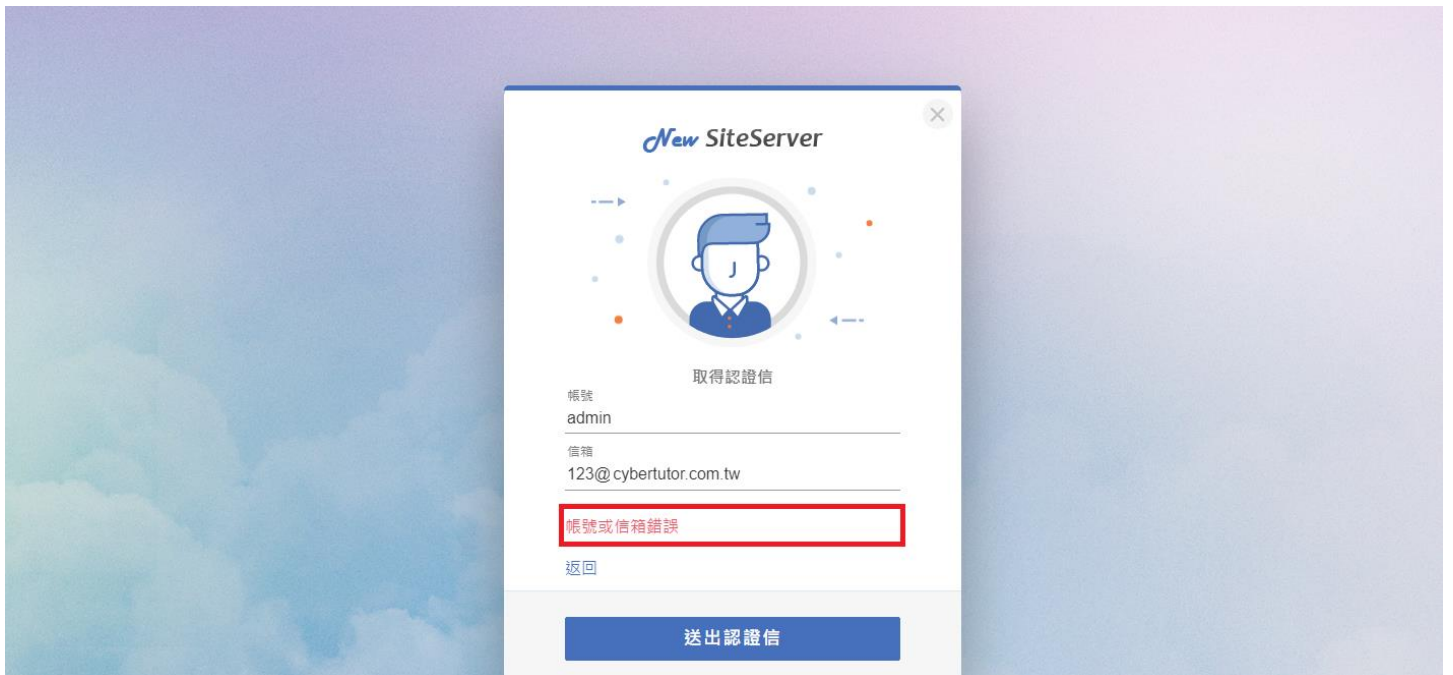 New SiteServer
取得認證信
帳號
admin
信箱
123@cybertutor.com.tw
帳號或信箱錯誤
返回
送出認證信